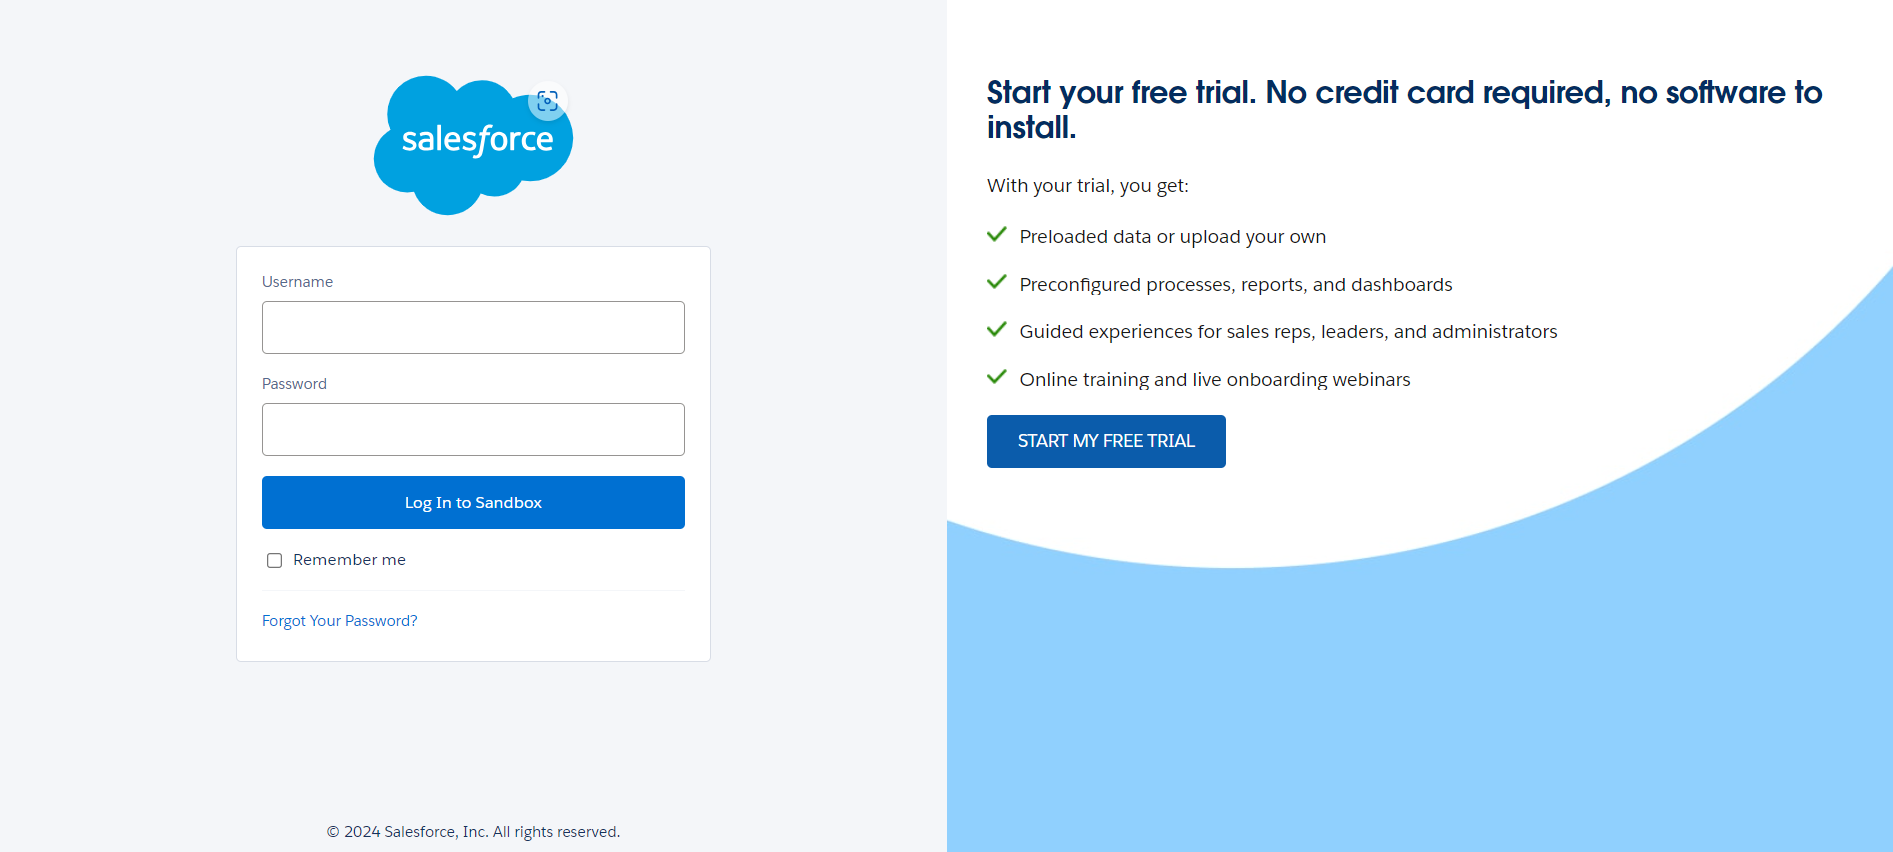 salesforce
Username
Password
Log In to Sandbox
Remember me
Forgot Your Password?
© 2024 Salesforce, Inc. All rights reserved.
Start your free trial. No credit card required, no software to
install.
With your trial, you get:
Preloaded data or upload your own
Preconfigured processes, reports, and dashboards
Guided experiences for sales reps, leaders, and administrators
Online training and live onboarding webinars
START MY FREE TRIAL